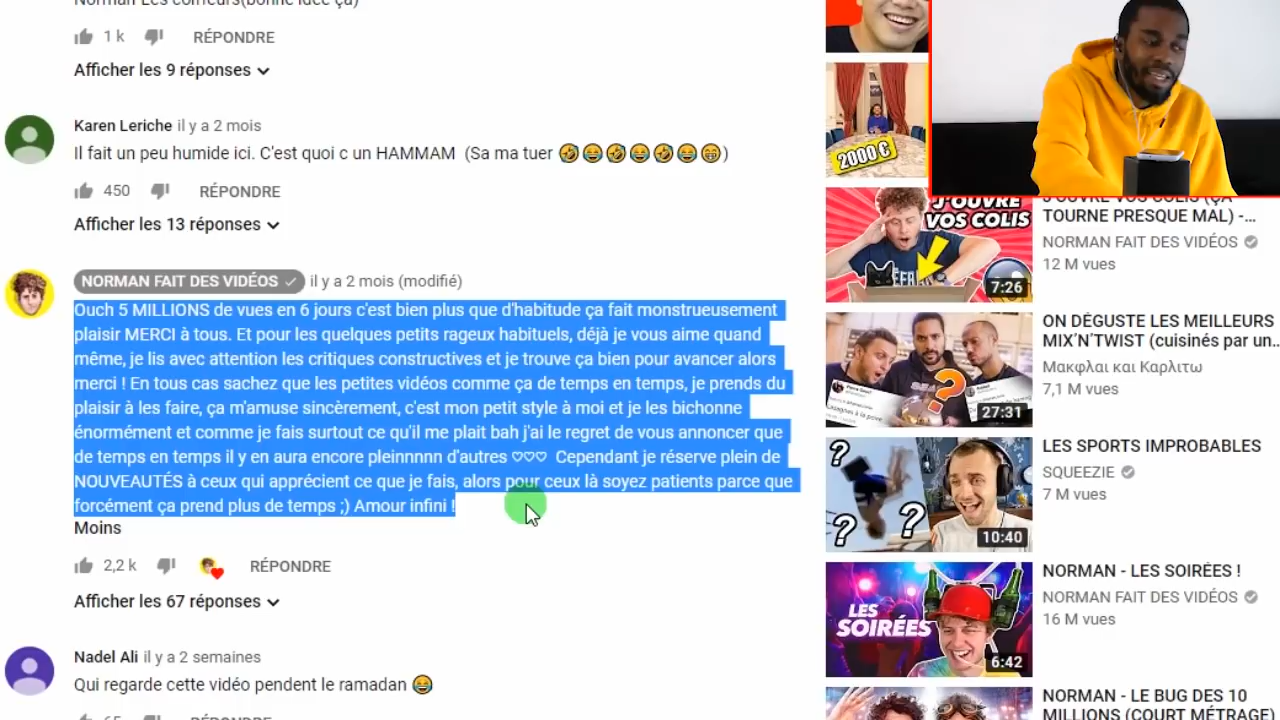 Norman Les coiffeurs(bonne idée ça)
1 k RÉPONDRE
Afficher les 9 réponses
Karen Leriche il y a 2 mois
Il fait un peu humide ici. C'est quoi c un HAMMAM (Sa ma tuer 🤣😂🤣😂🤣😂😁)
450 RÉPONDRE
Afficher les 13 réponses
NORMAN FAIT DES VIDÉOS il y a 2 mois (modifié)
Ouch 5 MILLIONS de vues en 6 jours c'est bien plus que d'habitude ça fait monstrueusement
plaisir MERCI à tous. Et pour les quelques petits rageux habituels, déjà je vous aime quand
même, je lis avec attention les critiques constructives et je trouve ça bien pour avancer alors
merci ! En tous cas sachez que les petites vidéos comme ça de temps en temps, je prends du
plaisir à les faire, ça m'amuse sincèrement, c'est mon petit style à moi et je les bichonne
énormément et comme je fais surtout ce qu'il me plait bah j'ai le regret de vous annoncer que
de temps en temps il y en aura encore pleinnnnn d'autres ♡♡♡ Cependant je réserve plein de
NOUVEAUTÉS à ceux qui apprécient ce que je fais, alors pour ceux là soyez patients parce que
forcément ça prend plus de temps ;) Amour infini !
Moins
2,2 k RÉPONDRE
Afficher les 67 réponses
Nadel Ali il y a 2 semaines
Qui regarde cette vidéo pendent le ramadan 😂
65 RÉPONDRE
2000 €
J'OUVRE
VOS COLIS
7:26
J'OUVRE VOS COLIS (ÇA
TOURNE PRESQUE MAL) -...
NORMAN FAIT DES VIDÉOS
12 M vues
27:31
ON DÉGUSTE LES MEILLEURS
MIX'N'TWIST (cuisinés par un...
Μακφλαι και Καρλιτω
7,1 M vues
10:40
LES SPORTS IMPROBABLES
SQUEEZIE
7 M vues
LES
SOIRÉES
6:42
NORMAN - LES SOIRÉES !
NORMAN FAIT DES VIDÉOS
16 M vues
NORMAN - LE BUG DES 10
MILLIONS (COURT MÉTRAGE)